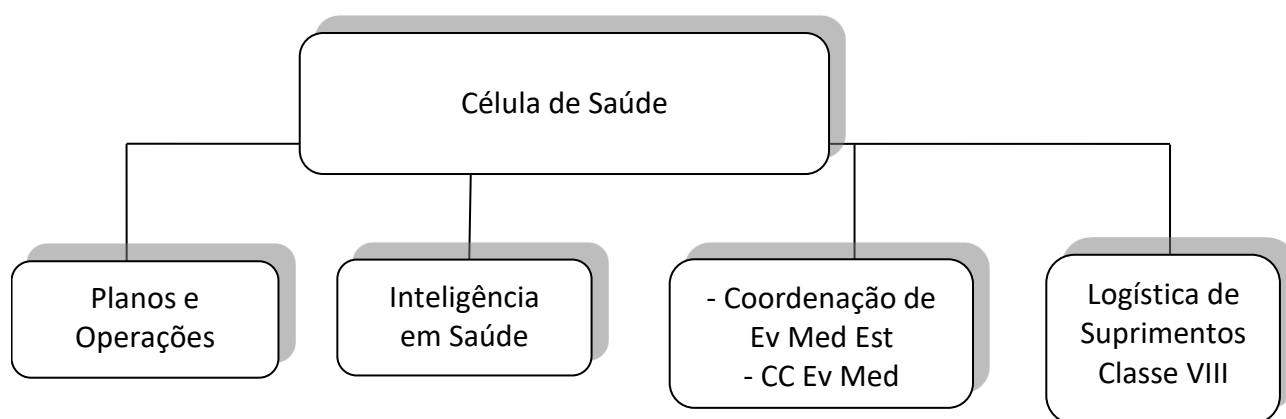 Célula de Saúde
Planos e
Operações
Inteligência
em Saúde
- Coordenação de
Ev Med Est
- CC Ev Med
Logística de
Suprimentos
Classe VIII